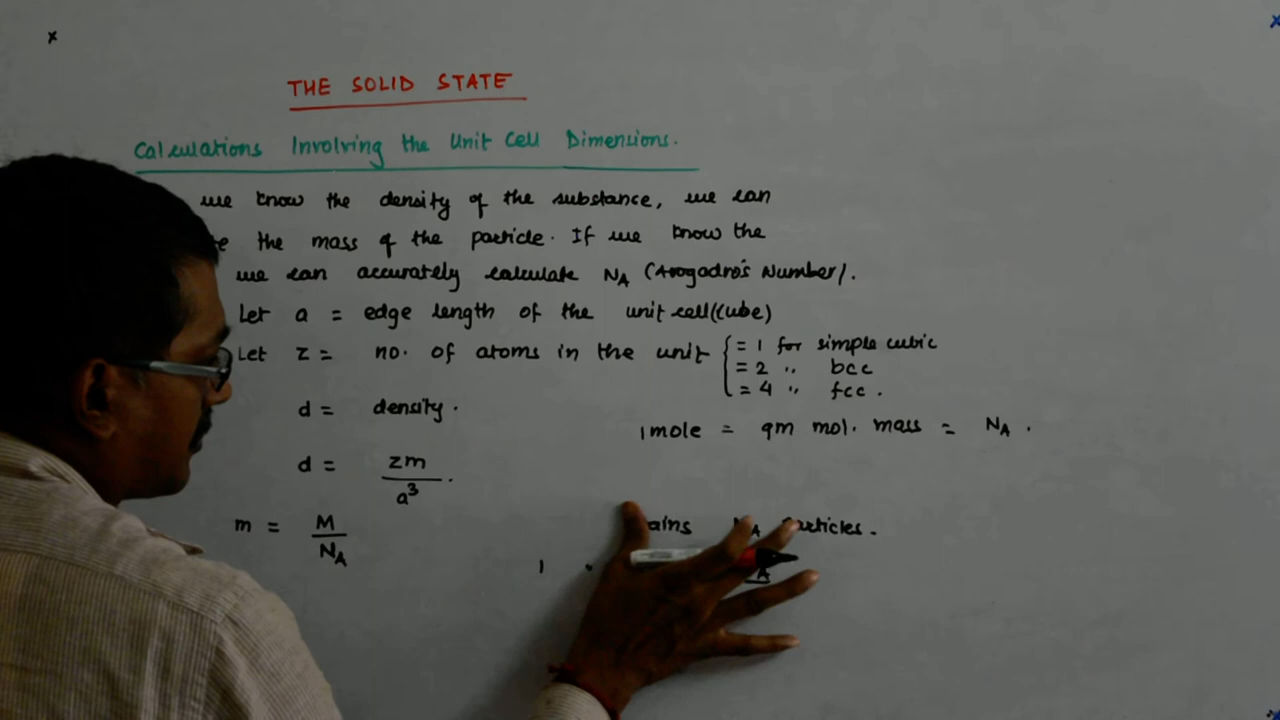 THE SOLID STATE
Calculations Involving the Unit Cell Dimensions.
we know the density of the substance, we can
the mass of the particle. If we know the
we can accurately calculate NA (Avogadro's Number).
Let a = edge length of the unit cell (Cube)
Let Z = no. of atoms in the unit { = 1 for simple cubic
= 2 ,, bcc
= 4 ,, fcc.
d = density.
1 mole = gm mol. mass = NA.
d = zm / a³.
m = M / NA
particles.
1